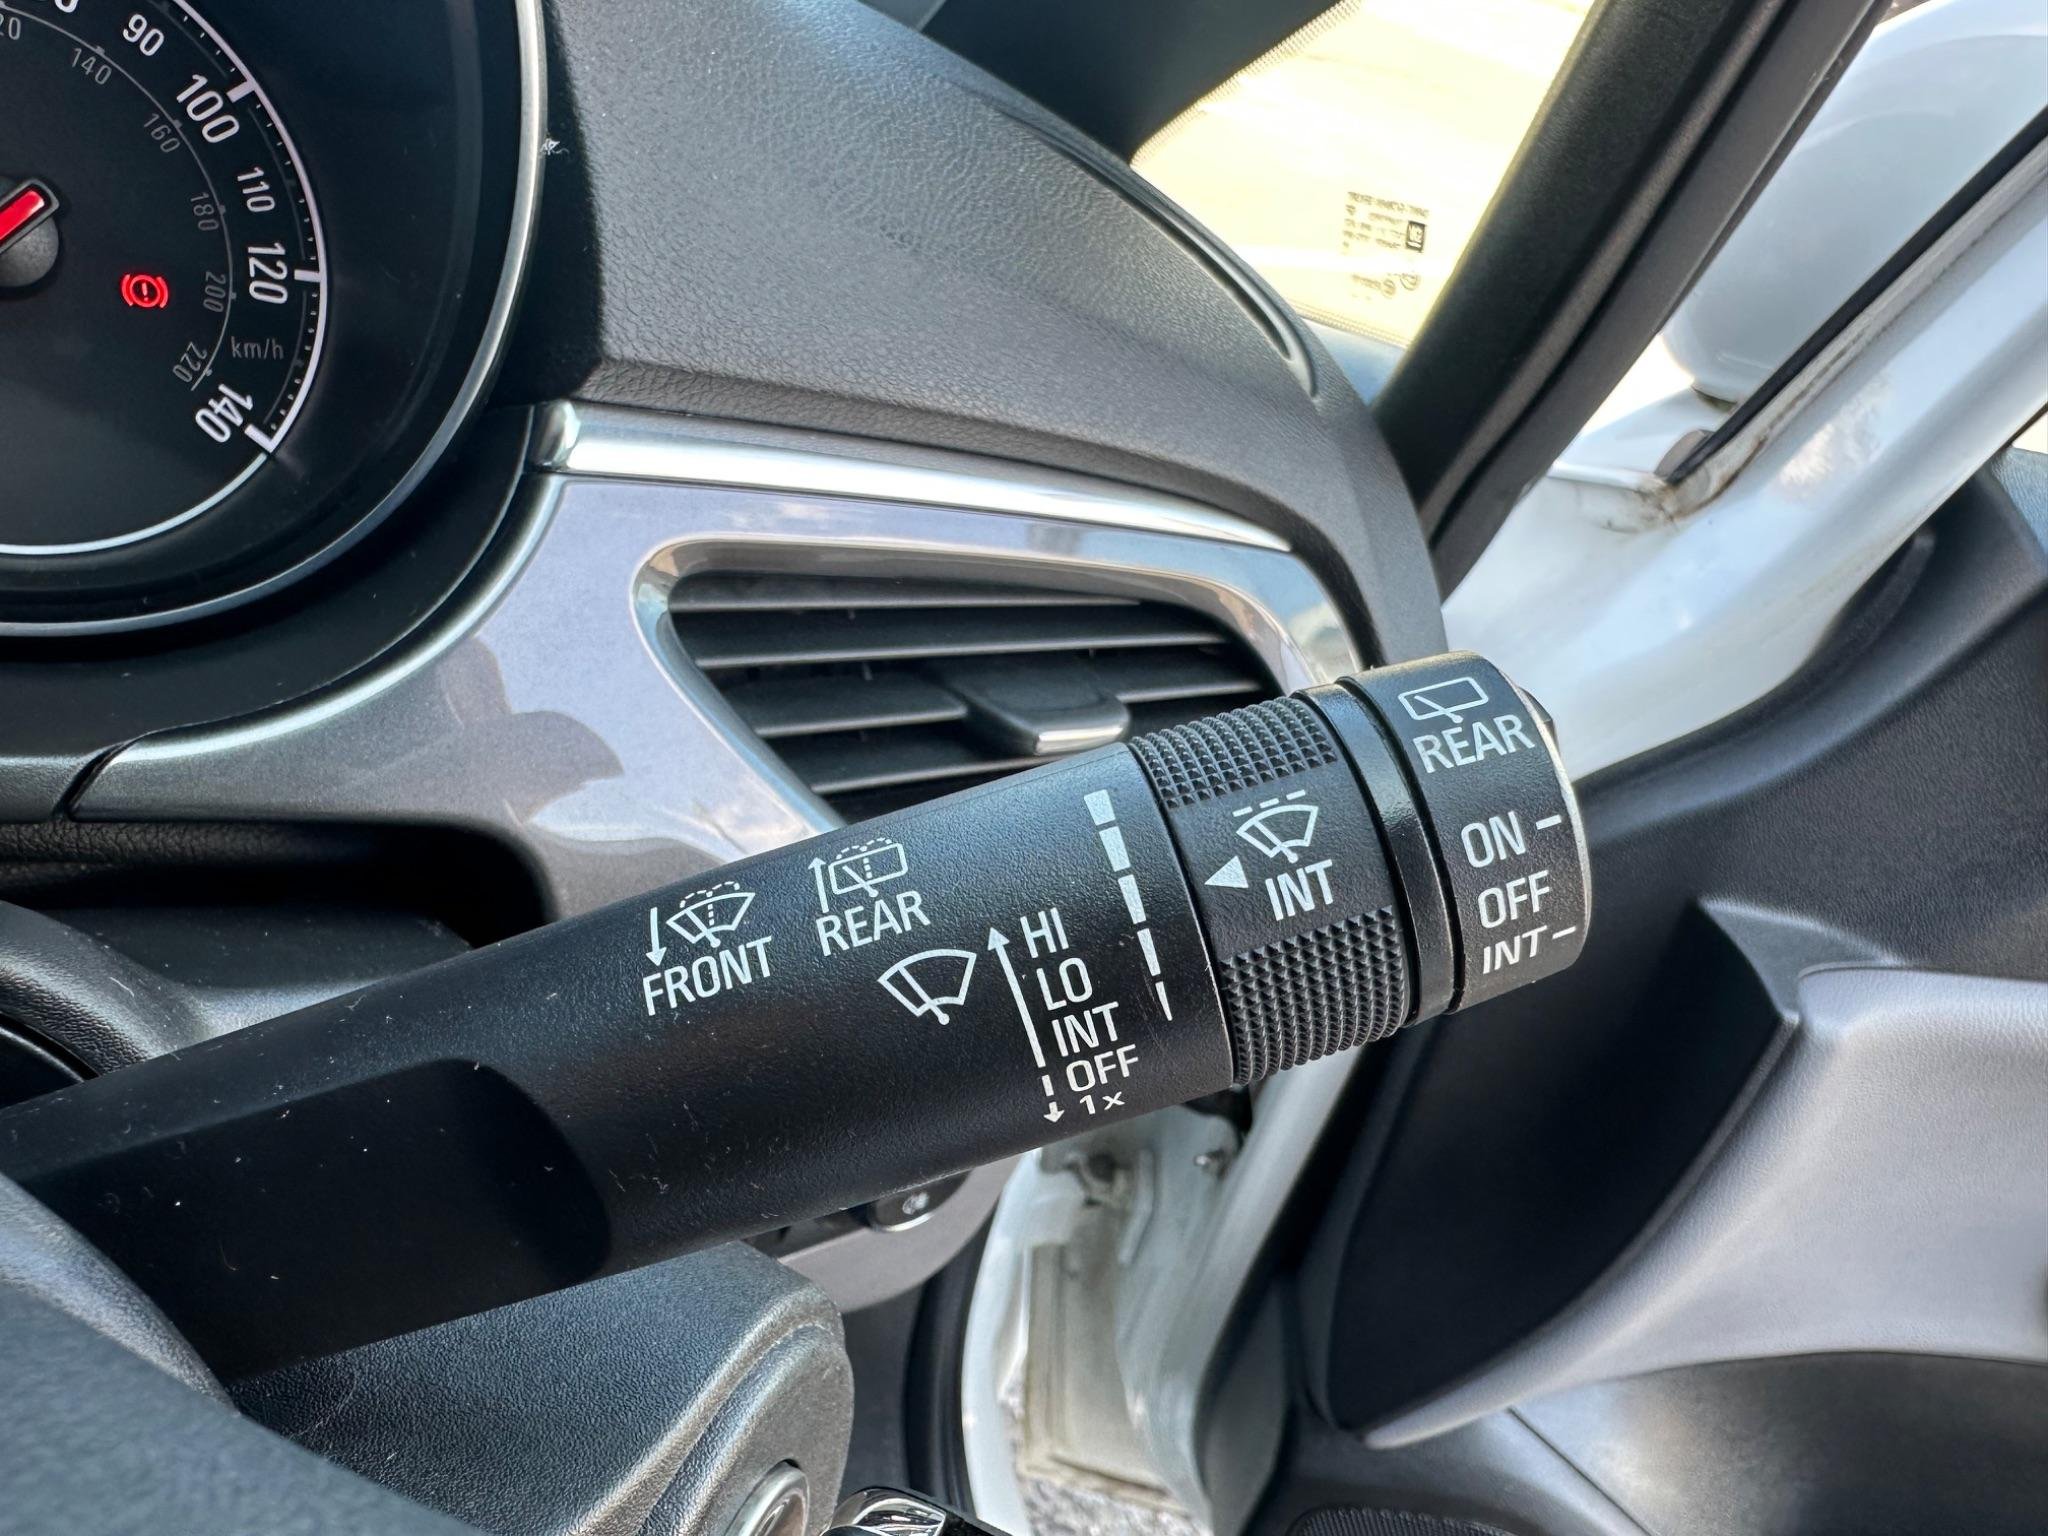 90
100
110
120
140
140
160
180
200
220
km/h
REAR
ON
OFF
INT
INT
FRONT
REAR
HI
LO
INT
OFF
1x